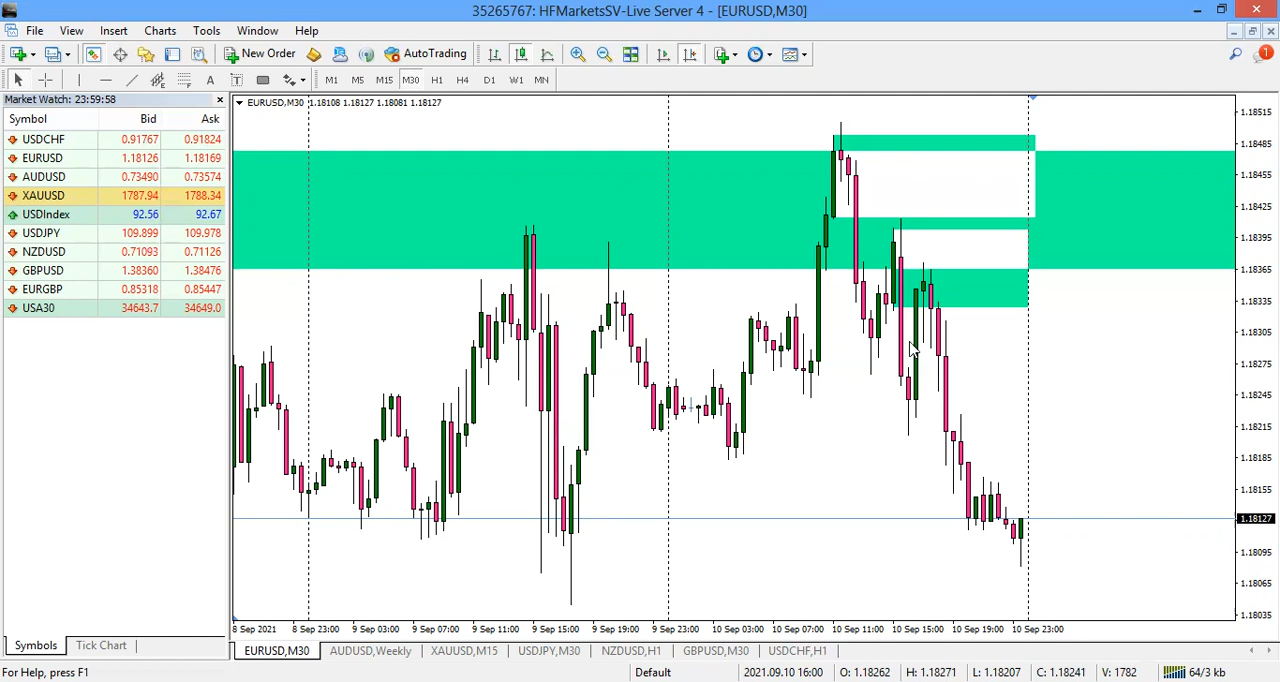 35265767: HFMarketsSV-Live Server 4 - [EURUSD,M30]
File View Insert Charts Tools Window Help
1
New Order AutoTrading
A T M1 M5 M15 M30 H1 H4 D1 W1 MN
Market Watch: 23:59:58
Symbol Bid Ask
USDCHF 0.91767 0.91824
EURUSD 1.18126 1.18169
AUDUSD 0.73490 0.73574
XAUUSD 1787.94 1788.34
USDIndex 92.56 92.67
USDJPY 109.899 109.978
NZDUSD 0.71093 0.71126
GBPUSD 1.38360 1.38476
EURGBP 0.85318 0.85447
USA30 34643.7 34649.0
Symbols Tick Chart
EURUSD,M30 1.18108 1.18127 1.18081 1.18127
1.18515
1.18485
1.18455
1.18425
1.18395
1.18365
1.18335
1.18305
1.18275
1.18245
1.18215
1.18185
1.18155
1.18127
1.18095
1.18065
1.18035
8 Sep 2021 8 Sep 23:00 9 Sep 03:00 9 Sep 07:00 9 Sep 11:00 9 Sep 15:00 9 Sep 19:00 9 Sep 23:00 10 Sep 03:00 10 Sep 07:00 10 Sep 11:00 10 Sep 15:00 10 Sep 19:00 10 Sep 23:00
EURUSD,M30 AUDUSD,Weekly XAUUSD,M15 USDJPY,M30 NZDUSD,H1 GBPUSD,M30 USDCHF,H1
For Help, press F1 Default 2021.09.10 16:00 O: 1.18262 H: 1.18271 L: 1.18207 C: 1.18241 V: 1782 64/3 kb